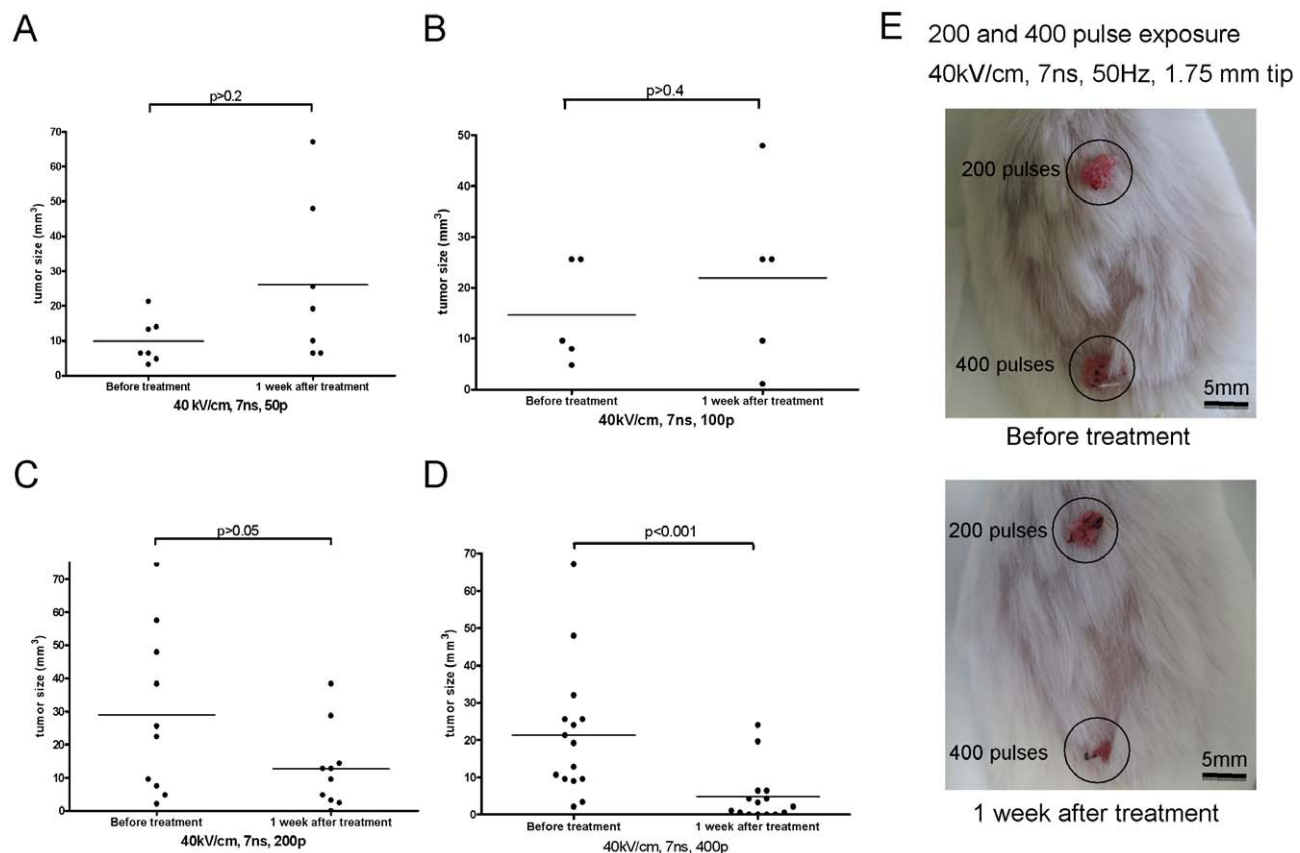 A
p>0.2
70
60
50
40
30
20
10
0
tumor size (mm³)
Before treatment
1 week after treatment
40 kV/cm, 7ns, 50p
B
p>0.4
50
40
30
20
10
0
tumor size (mm³)
Before treatment
1 week after treatment
40kV/cm, 7ns, 100p
C
p>0.05
70
60
50
40
30
20
10
0
tumor size (mm³)
Before treatment
1 week after treatment
40kV/cm, 7ns, 200p
D
p<0.001
70
60
50
40
30
20
10
0
tumor size (mm³)
Before treatment
1 week after treatment
40kV/cm, 7ns, 400p
E
200 and 400 pulse exposure
40kV/cm, 7ns, 50Hz, 1.75 mm tip
200 pulses
400 pulses
5mm
Before treatment
200 pulses
400 pulses
5mm
1 week after treatment